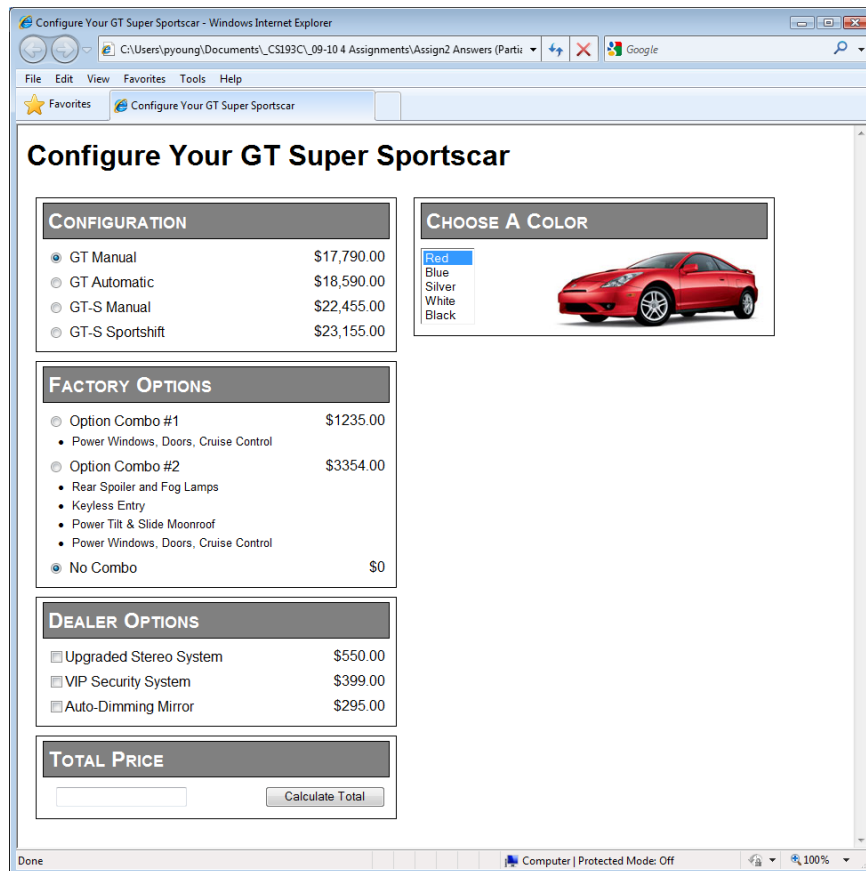 Configure Your GT Super Sportscar - Windows Internet Explorer
C:\Users\pyoung\Documents\_CS193C\_09-10 4 Assignments\Assign2 Answers (Partia
Google
File Edit View Favorites Tools Help
Favorites
Configure Your GT Super Sportscar
Configure Your GT Super Sportscar
CONFIGURATION
GT Manual $17,790.00
GT Automatic $18,590.00
GT-S Manual $22,455.00
GT-S Sportshift $23,155.00
FACTORY OPTIONS
Option Combo #1 $1235.00
• Power Windows, Doors, Cruise Control
Option Combo #2 $3354.00
• Rear Spoiler and Fog Lamps
• Keyless Entry
• Power Tilt & Slide Moonroof
• Power Windows, Doors, Cruise Control
No Combo $0
DEALER OPTIONS
Upgraded Stereo System $550.00
VIP Security System $399.00
Auto-Dimming Mirror $295.00
TOTAL PRICE
Calculate Total
CHOOSE A COLOR
Red
Blue
Silver
White
Black
Done
Computer | Protected Mode: Off
100%